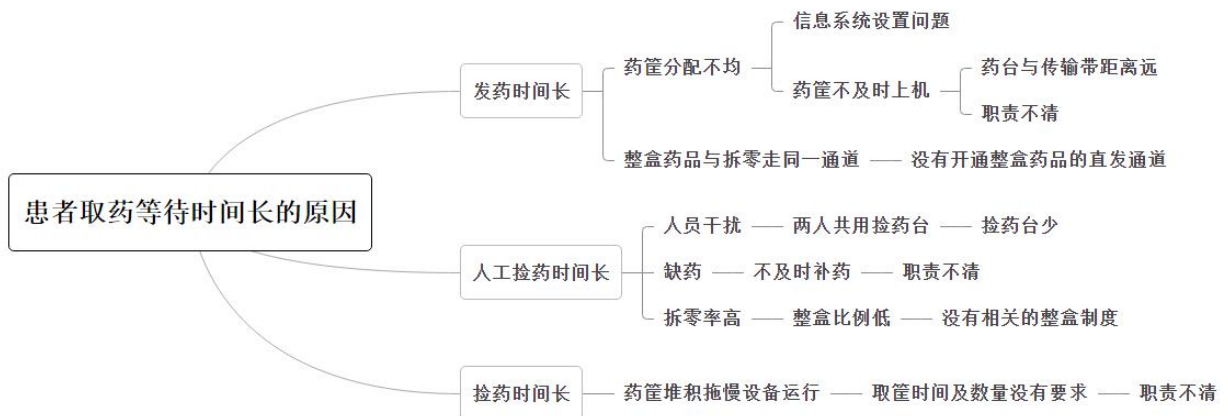 患者取药等待时间长的原因
发药时间长
药筐分配不均
信息系统设置问题
药筐不及时上机
药台与传输带距离远
职责不清
整盒药品与拆零走同一通道
没有开通整盒药品的直发通道
人工捡药时间长
人员干扰
两人共用捡药台
捡药台少
缺药
不及时补药
职责不清
拆零率高
整盒比例低
没有相关的整盒制度
捡药时间长
药筐堆积拖慢设备运行
取筐时间及数量没有要求
职责不清